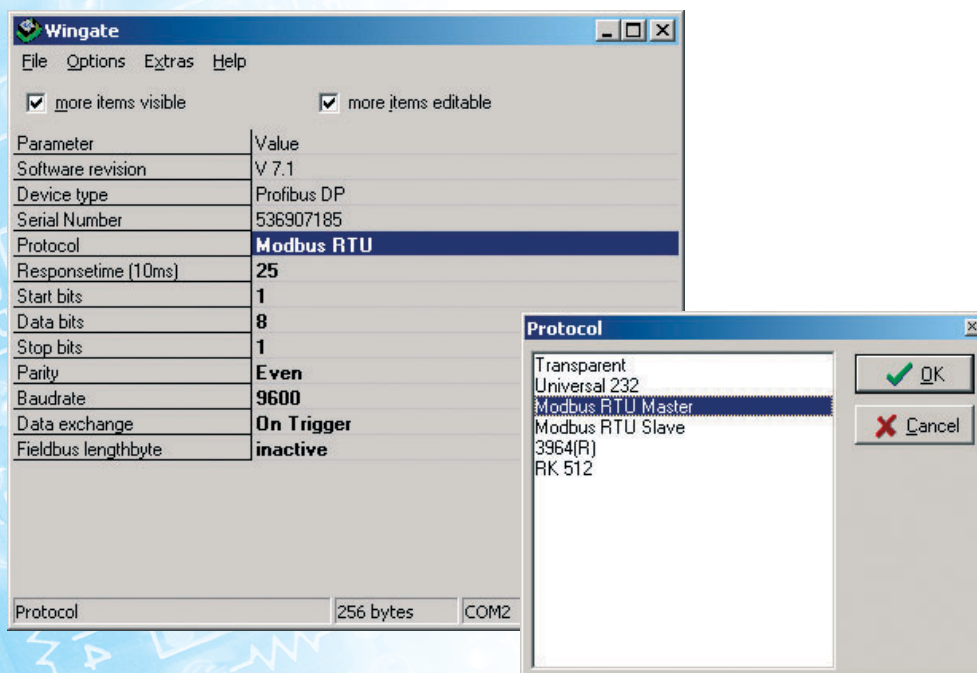 Wingate
File Options Extras Help
more items visible more items editable
Parameter Value
Software revision V 7.1
Device type Profibus DP
Serial Number 536907185
Protocol Modbus RTU
Responsetime (10ms) 25
Start bits 1
Data bits 8
Stop bits 1
Parity Even
Baudrate 9600
Data exchange On Trigger
Fieldbus lengthbyte inactive
Protocol 256 bytes COM2
Protocol
Transparent
Universal 232
Modbus RTU Master
Modbus RTU Slave
3964(R)
RK 512
OK
Cancel